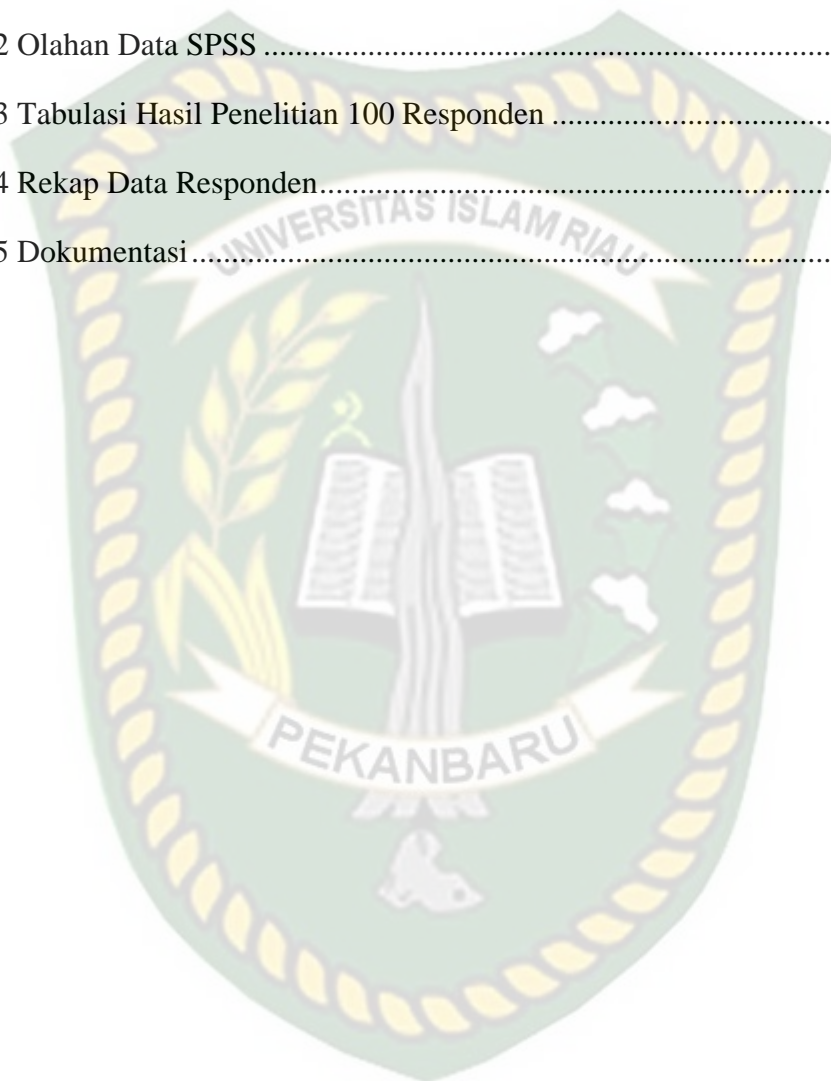 2 Olahan Data SPSS ........................................................................
3 Tabulasi Hasil Penelitian 100 Responden ...................................
4 Rekap Data Responden.................................................................
5 Dokumentasi.................................................................................
UNIVERSITAS ISLAM RIAU
PEKANBARU